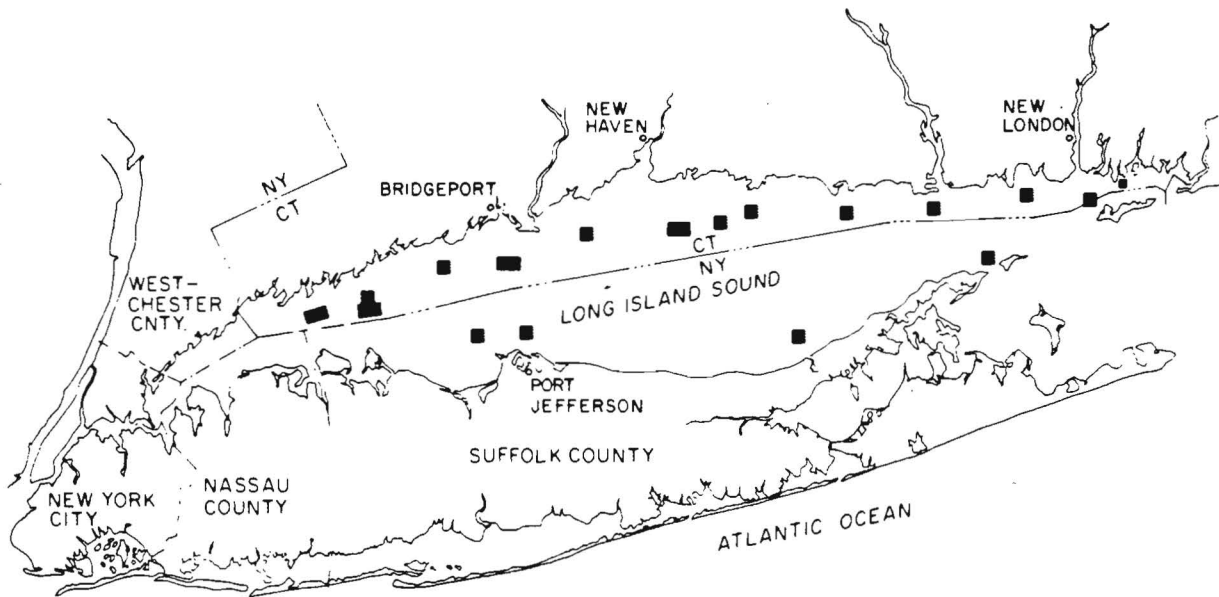 NEW
HAVEN
NEW
LONDON
NY
CT
BRIDGEPORT
WEST-
CHESTER
CNTY.
CT
NY
LONG ISLAND SOUND
PORT
JEFFERSON
SUFFOLK COUNTY
NASSAU
COUNTY
NEW YORK
CITY
ATLANTIC OCEAN